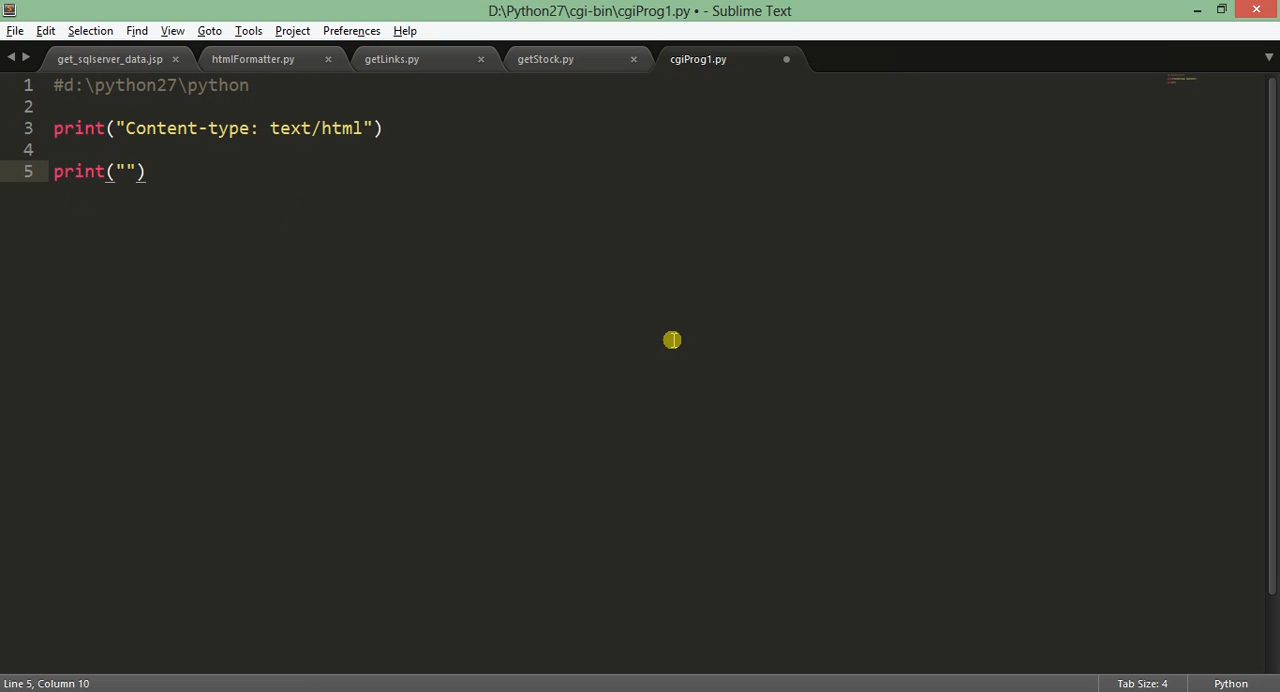 D:\Python27\cgi-bin\cgiProg1.py • - Sublime Text
File Edit Selection Find View Goto Tools Project Preferences Help
get_sqlserver_data.jsp × htmlFormatter.py × getLinks.py × getStock.py × cgiProg1.py
1 #d:\python27\python
2
3 print("Content-type: text/html")
4
5 print("")
Line 5, Column 10 Tab Size: 4 Python